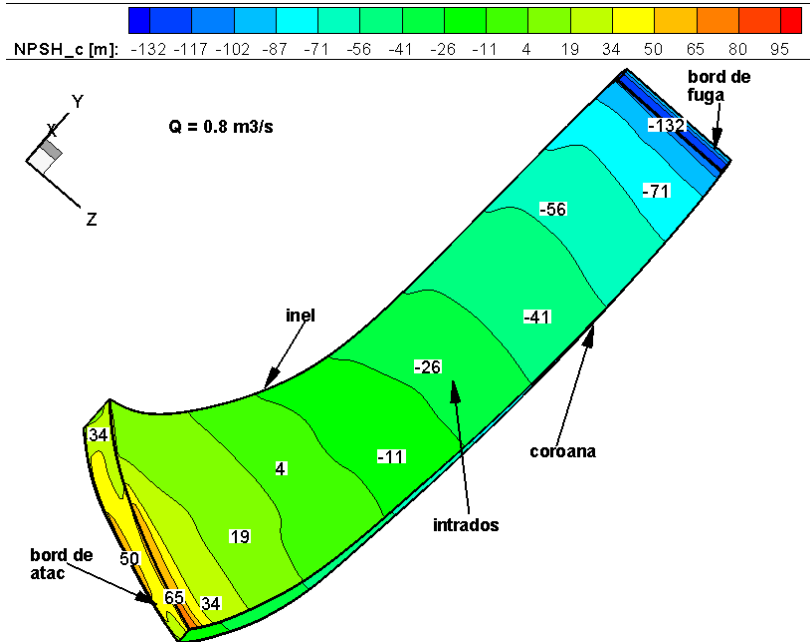 NPSH_c [m]: -132 -117 -102 -87 -71 -56 -41 -26 -11 4 19 34 50 65 80 95
bord de
fuga
Y
X
Z
Q = 0.8 m3/s
-132
-71
-56
inel
-41
-26
34
coroana
4
-11
intrados
19
bord de
atac
50
65
34